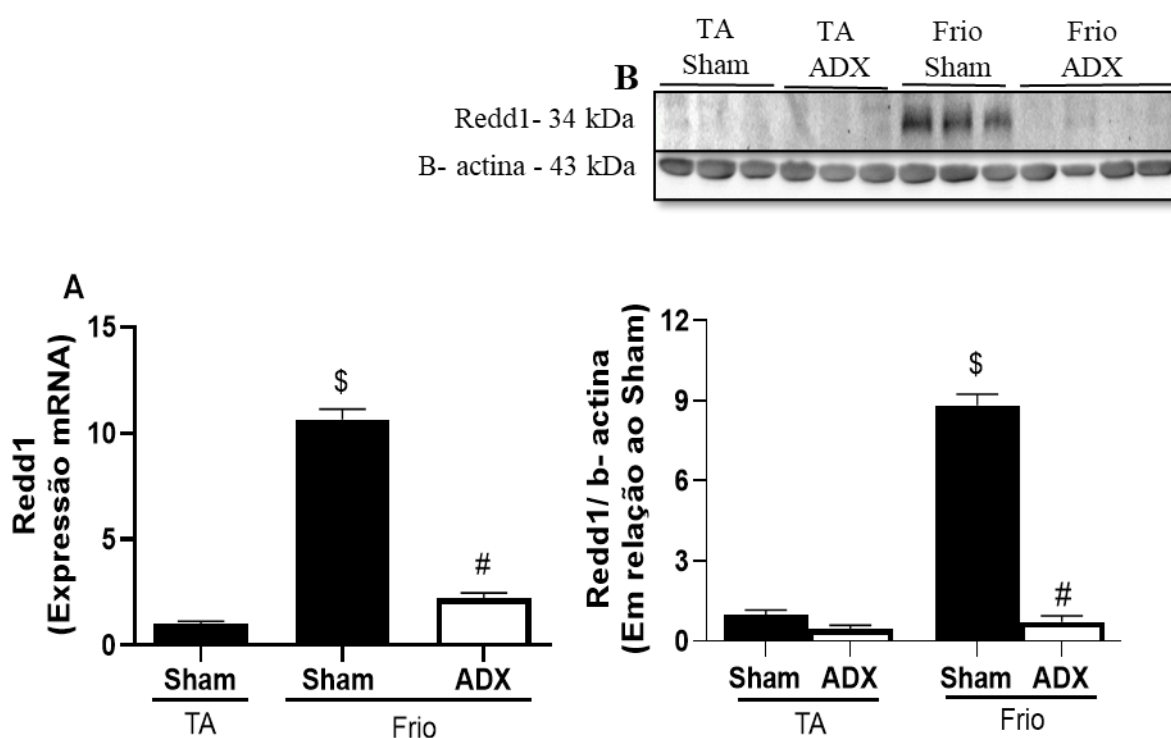 TA
Sham
TA
ADX
Frio
Sham
Frio
ADX
B
Redd1- 34 kDa
B- actina - 43 kDa
A
Redd1
(Expressão mRNA)
15
10
5
0
$
#
Sham
Sham
ADX
TA
Frio
Redd1/ b- actina
(Em relação ao Sham)
12
9
6
3
0
$
#
Sham
ADX
Sham
ADX
TA
Frio